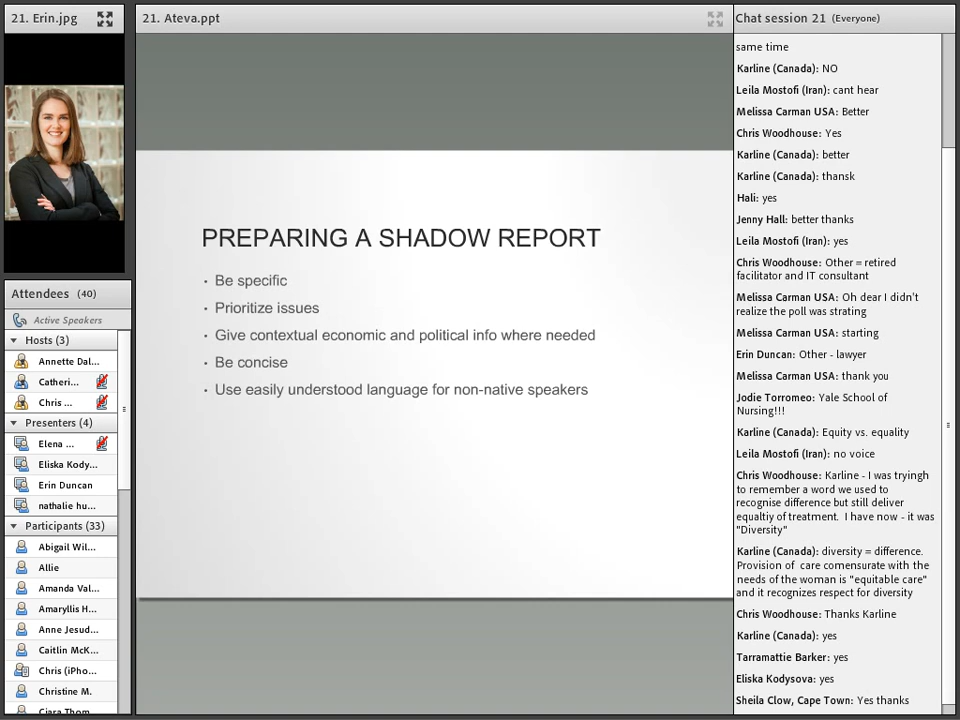 21. Erin.jpg
21. Ateva.ppt
Chat session 21 (Everyone)
Attendees (40)
Active Speakers
Hosts (3)
Annette Dal...
Catheri...
Chris ...
Presenters (4)
Elena ...
Eliska Kody...
Erin Duncan
nathalie hu...
Participants (33)
Abigail Wil...
Allie
Amanda Val...
Amaryllis H...
Anne Jesud...
Caitlin McK...
Chris (iPho...
Christine M.
Ciara Thom...
PREPARING A SHADOW REPORT
• Be specific
• Prioritize issues
• Give contextual economic and political info where needed
• Be concise
• Use easily understood language for non-native speakers
same time
Karline (Canada): NO
Leila Mostofi (Iran): cant hear
Melissa Carman USA: Better
Chris Woodhouse: Yes
Karline (Canada): better
Karline (Canada): thansk
Hali: yes
Jenny Hall: better thanks
Leila Mostofi (Iran): yes
Chris Woodhouse: Other = retired
facilitator and IT consultant
Melissa Carman USA: Oh dear I didn't
realize the poll was strating
Melissa Carman USA: starting
Erin Duncan: Other - lawyer
Melissa Carman USA: thank you
Jodie Torromeo: Yale School of
Nursing!!!
Karline (Canada): Equity vs. equality
Leila Mostofi (Iran): no voice
Chris Woodhouse: Karline - I was tryingh
to remember a word we used to
recognise difference but still deliver
equaltiy of treatment.  I have now - it was
"Diversity"
Karline (Canada): diversity = difference.
Provision of  care comensurate with the
needs of the woman is "equitable care"
and it recognizes respect for diversity
Chris Woodhouse: Thanks Karline
Karline (Canada): yes
Tarramattie Barker: yes
Eliska Kodysova: yes
Sheila Clow, Cape Town: Yes thanks